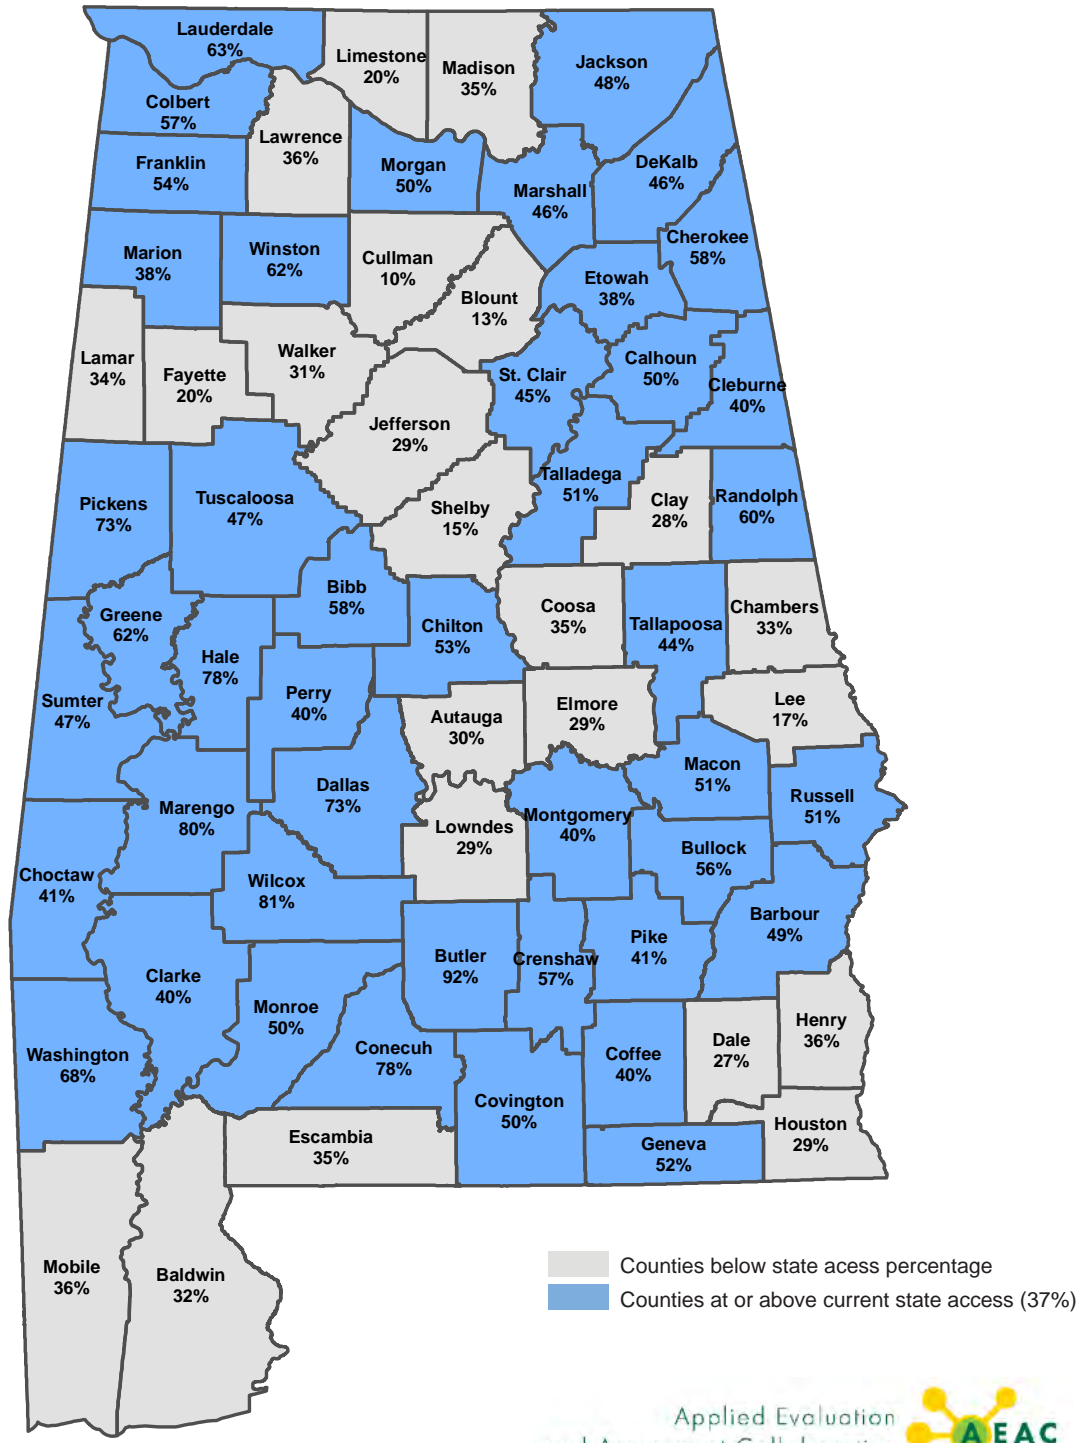 Lauderdale
63%
Limestone
20%
Madison
35%
Jackson
48%
Colbert
57%
Lawrence
36%
Franklin
54%
Morgan
50%
Marshall
46%
DeKalb
46%
Marion
38%
Winston
62%
Cullman
10%
Cherokee
58%
Etowah
38%
Blount
13%
Lamar
34%
Fayette
20%
Walker
31%
St. Clair
45%
Calhoun
50%
Cleburne
40%
Jefferson
29%
Pickens
73%
Tuscaloosa
47%
Shelby
15%
Talladega
51%
Clay
28%
Randolph
60%
Greene
62%
Bibb
58%
Hale
78%
Chilton
53%
Coosa
35%
Tallapoosa
44%
Chambers
33%
Sumter
47%
Perry
40%
Autauga
30%
Elmore
29%
Lee
17%
Marengo
80%
Dallas
73%
Macon
51%
Russell
51%
Lowndes
29%
Montgomery
40%
Bullock
56%
Choctaw
41%
Wilcox
81%
Barbour
49%
Clarke
40%
Butler
92%
Crenshaw
57%
Pike
41%
Monroe
50%
Washington
68%
Conecuh
78%
Coffee
40%
Dale
27%
Henry
36%
Covington
50%
Escambia
35%
Geneva
52%
Houston
29%
Mobile
36%
Baldwin
32%
Counties below state acess percentage
Counties at or above current state access (37%)
Applied Evaluation
AEAC